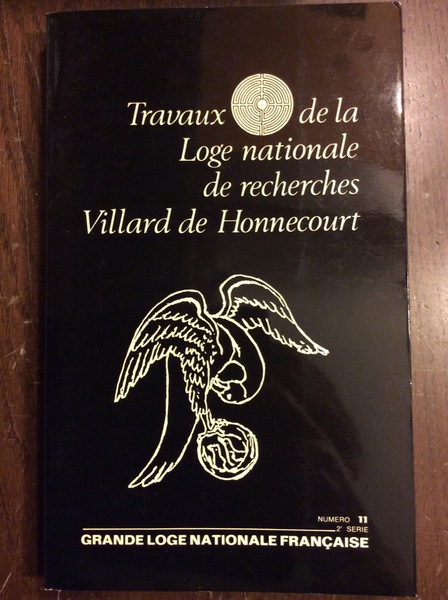 Travaux de la
Loge nationale
de recherches
Villard de Honnecourt
NUMERO 11
2e SERIE
GRANDE LOGE NATIONALE FRANÇAISE